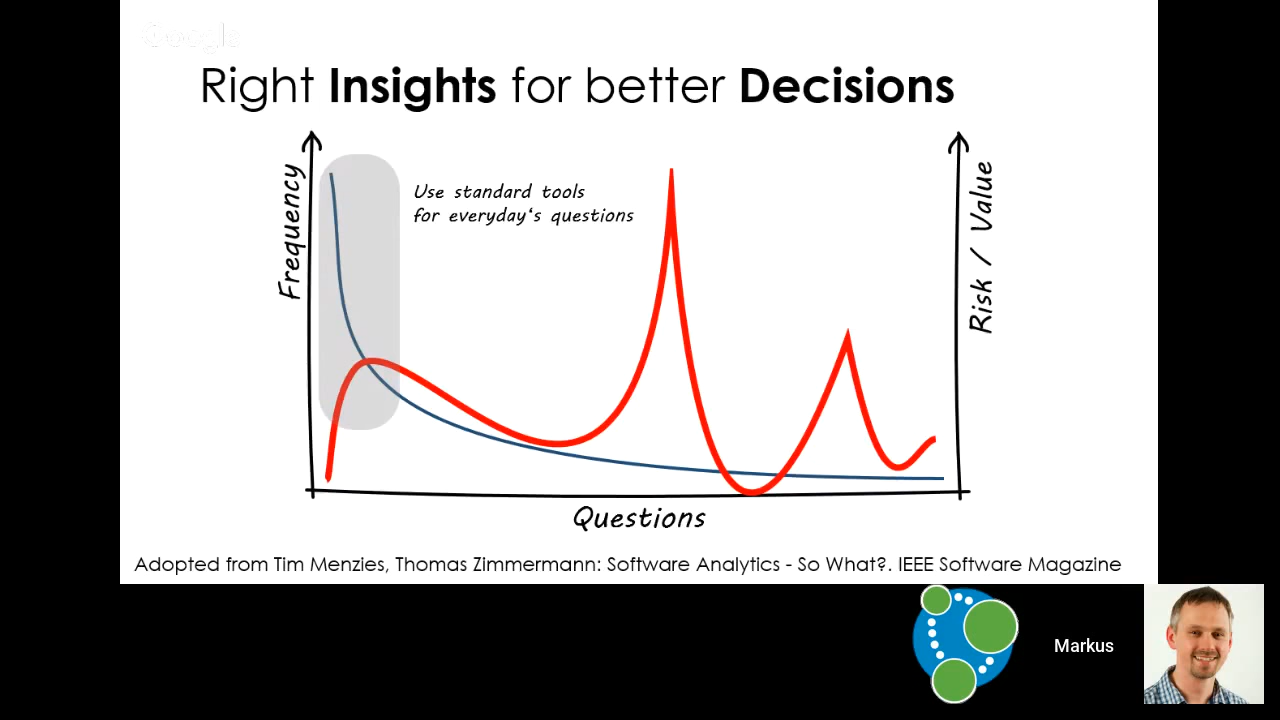 Google
Right Insights for better Decisions
Frequency
Use standard tools
for everyday's questions
Risk / Value
Questions
Adopted from Tim Menzies, Thomas Zimmermann: Software Analytics - So What?. IEEE Software Magazine
Markus